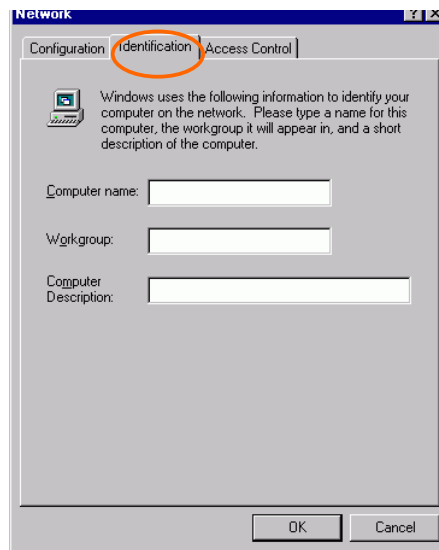 Network
Configuration Identification Access Control
Windows uses the following information to identify your
computer on the network. Please type a name for this
computer, the workgroup it will appear in, and a short
description of the computer.
Computer name:
Workgroup:
Computer
Description:
OK Cancel